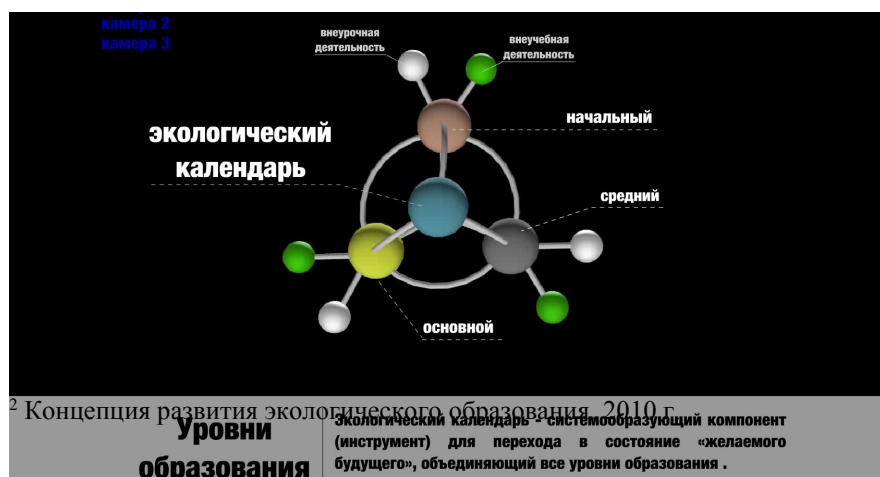 камера 2
камера 3
внеурочная
деятельность
внеучебная
деятельность
экологический
календарь
начальный
средний
основной
² Концепция развития экологического образования, 2010 г.
Уровни
образования
Экологический календарь - системообразующий компонент
(инструмент) для перехода в состояние «желаемого
будущего», объединяющий все уровни образования .